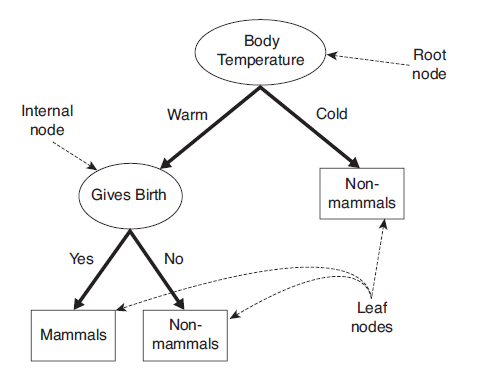 Body
Temperature
Root
node
Internal
node
Warm
Cold
Gives Birth
Non-
mammals
Yes
No
Leaf
nodes
Mammals
Non-
mammals